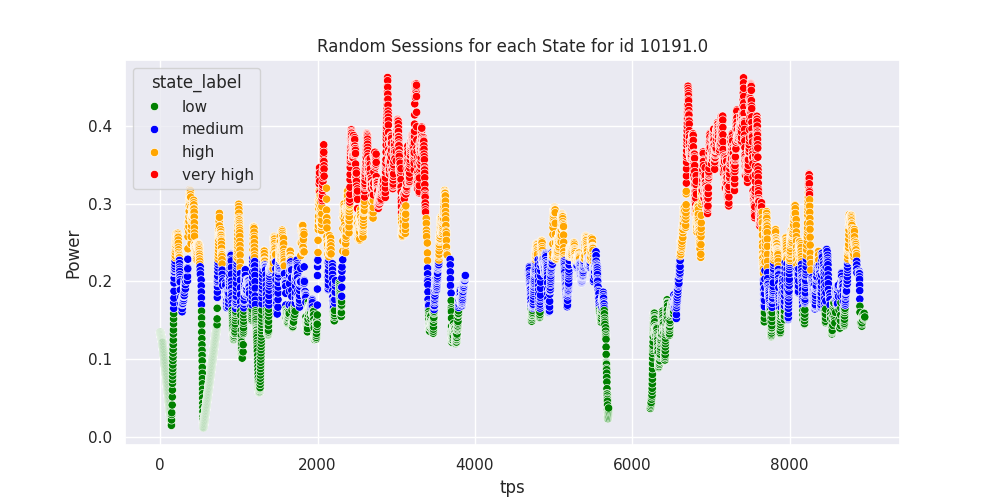 Random Sessions for each State for id 10191.0
state_label
low
medium
high
very high
Power
0.4
0.3
0.2
0.1
0.0
0 2000 4000 6000 8000
tps